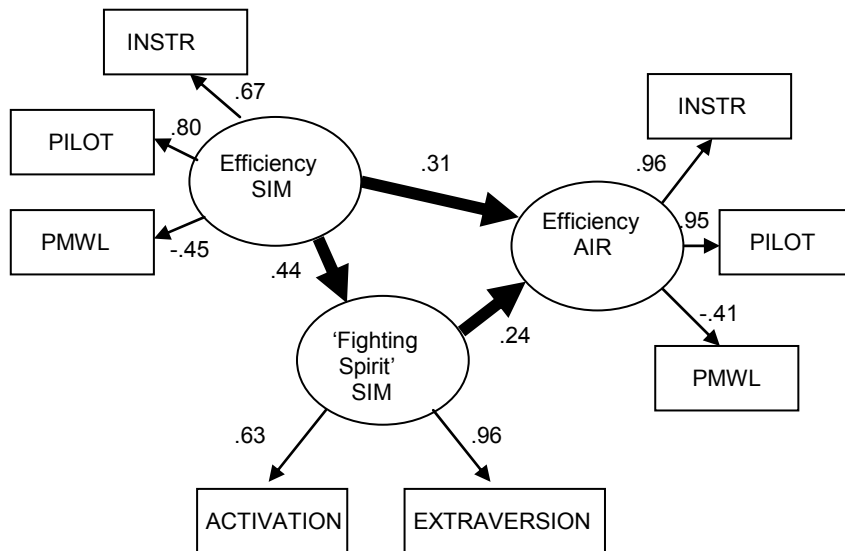 INSTR
.67
PILOT
.80
Efficiency
SIM
PMWL
-.45
.31
.44
INSTR
.96
Efficiency
AIR
.95
PILOT
-.41
PMWL
.24
‘Fighting
Spirit’
SIM
.63
.96
ACTIVATION
EXTRAVERSION